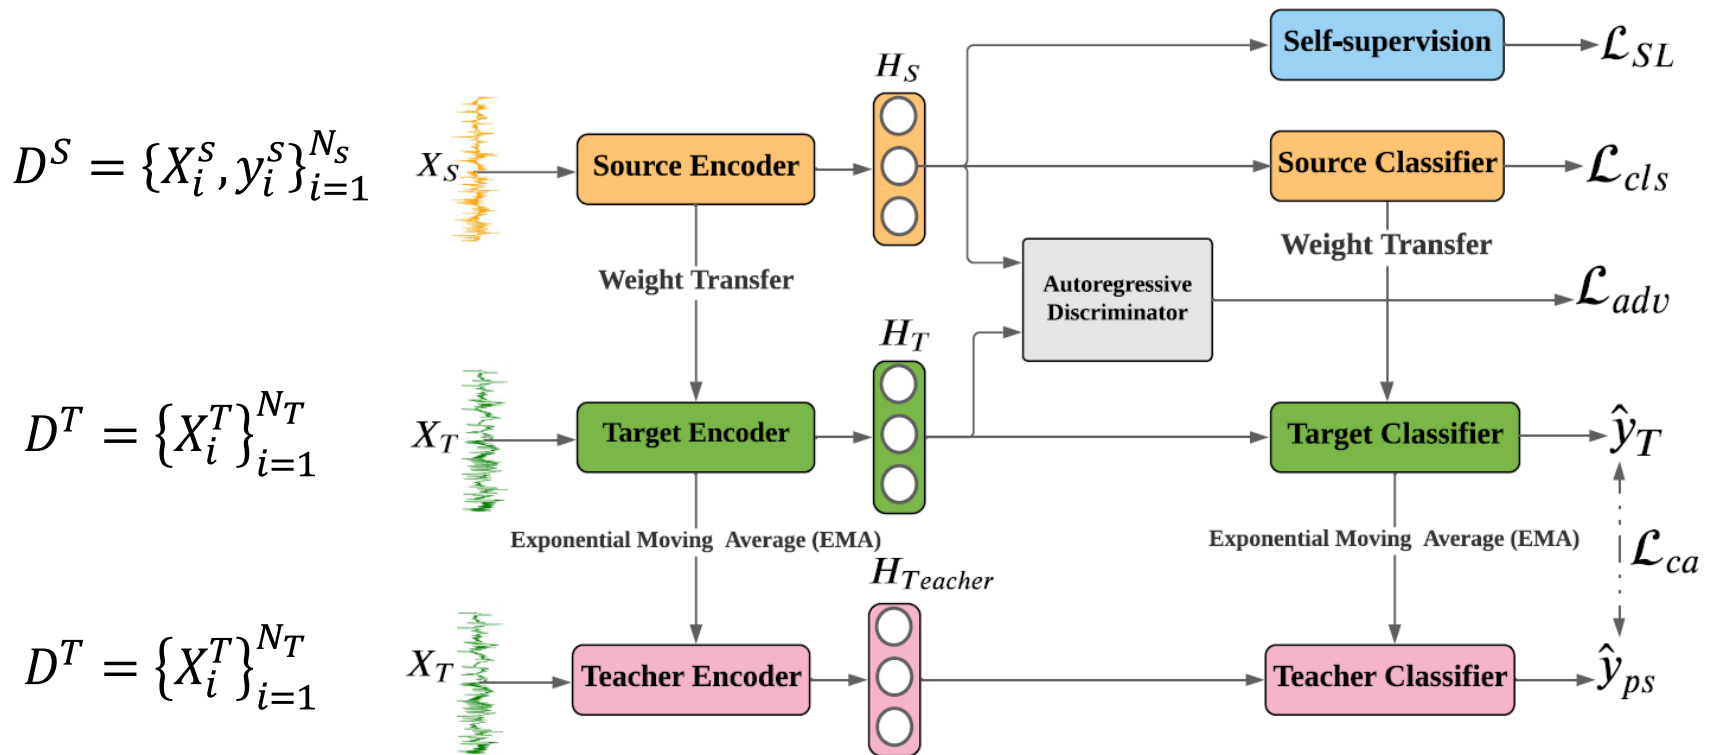 Self-supervision
𝓛_SL
H_S
D^S = {X_i^s, y_i^s}_{i=1}^{N_s}
X_S
Source Encoder
Source Classifier
𝓛_cls
Weight Transfer
Weight Transfer
Autoregressive
Discriminator
𝓛_adv
H_T
D^T = {X_i^T}_{i=1}^{N_T}
X_T
Target Encoder
Target Classifier
ŷ_T
Exponential Moving Average (EMA)
Exponential Moving Average (EMA)
𝓛_ca
H_Teacher
D^T = {X_i^T}_{i=1}^{N_T}
X_T
Teacher Encoder
Teacher Classifier
ŷ_ps